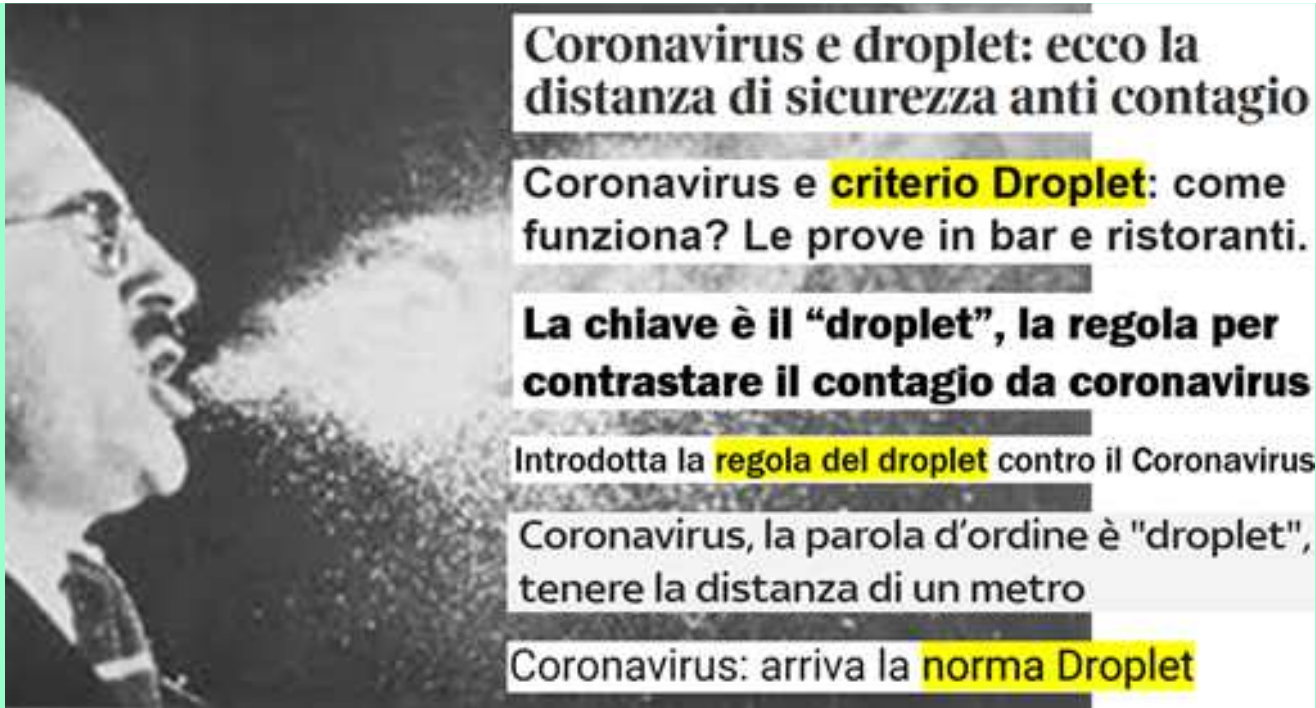 Coronavirus e droplet: ecco la
distanza di sicurezza anti contagio
Coronavirus e criterio Droplet: come
funziona? Le prove in bar e ristoranti.
La chiave è il “droplet”, la regola per
contrastare il contagio da coronavirus
Introdotta la regola del droplet contro il Coronavirus
Coronavirus, la parola d’ordine è "droplet",
tenere la distanza di un metro
Coronavirus: arriva la norma Droplet